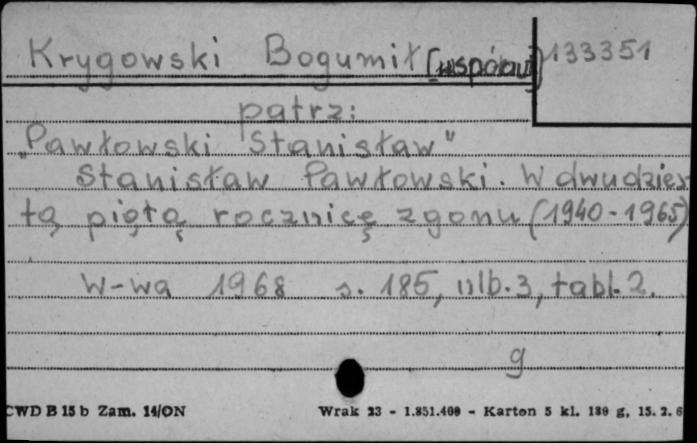 Krygowski Bogumił [współau] 133351
patrz:
„Pawłowski Stanisław"
Stanisław Pawłowski. W dwudzies-
tą piątą rocznicę zgonu (1940-1965)
W-wa 1968 s. 185, nlb. 3, tabl. 2.
g
CWD B 15 b Zam. 14/ON Wrak 23 - 1.851.400 - Karton 5 kl. 180 g, 15. 2. 6